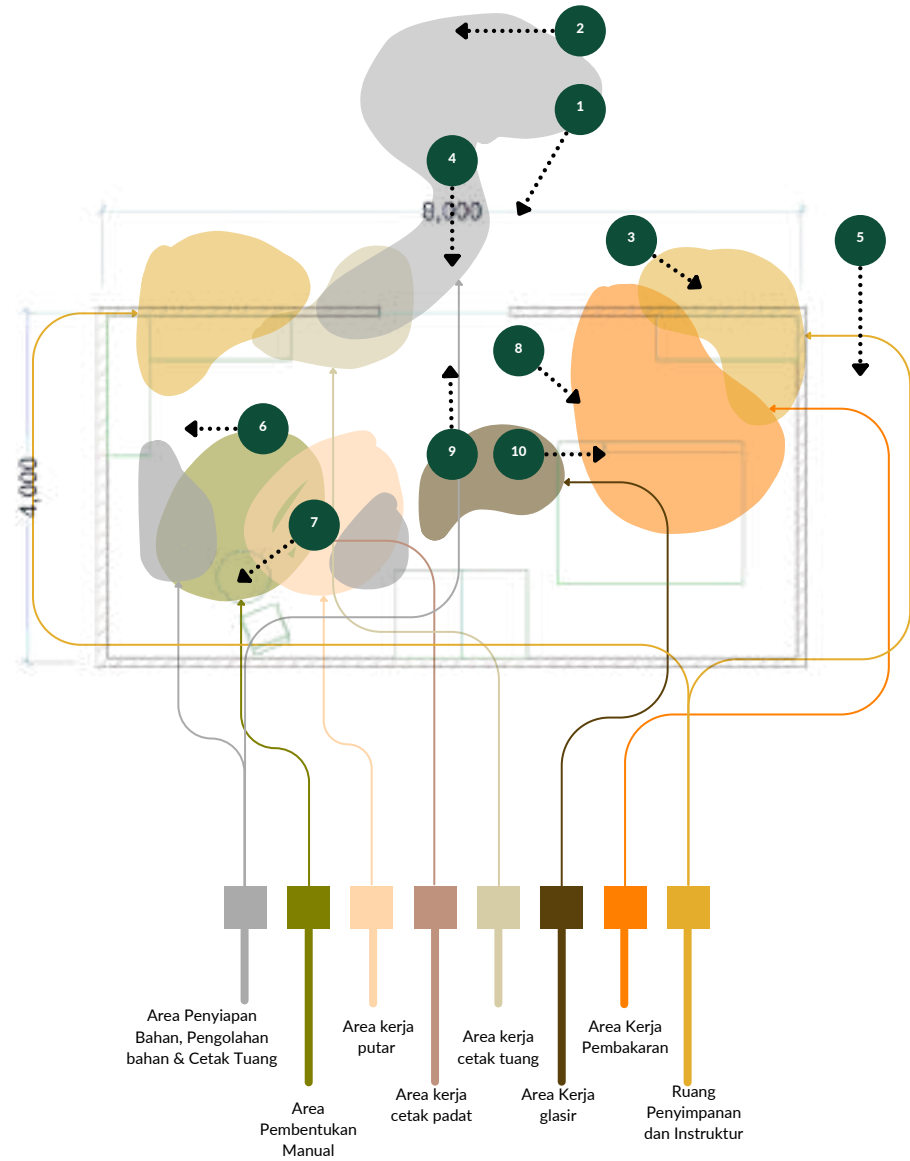 2
1
4
8,000
3
5
8
6
9
10
4,000
7
Area Penyiapan
Bahan, Pengolahan
bahan & Cetak Tuang
Area
Pembentukan
Manual
Area kerja
putar
Area kerja
cetak padat
Area kerja
cetak tuang
Area Kerja
glasir
Area Kerja
Pembakaran
Ruang
Penyimpanan
dan Instruktur